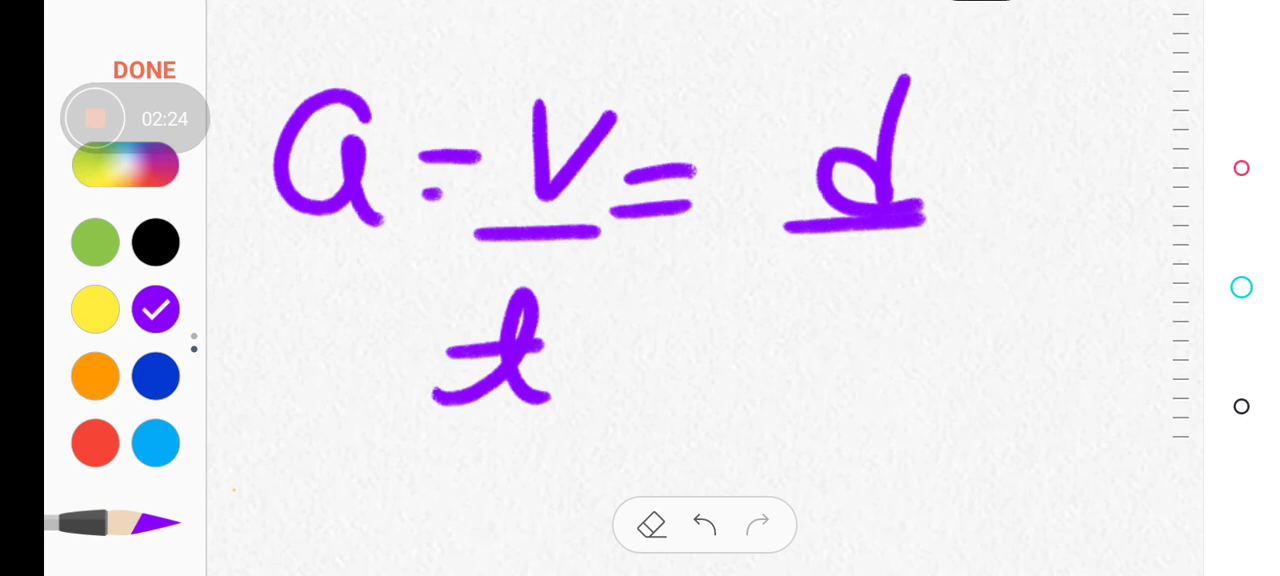 DONE
02:24
a = v = d
t